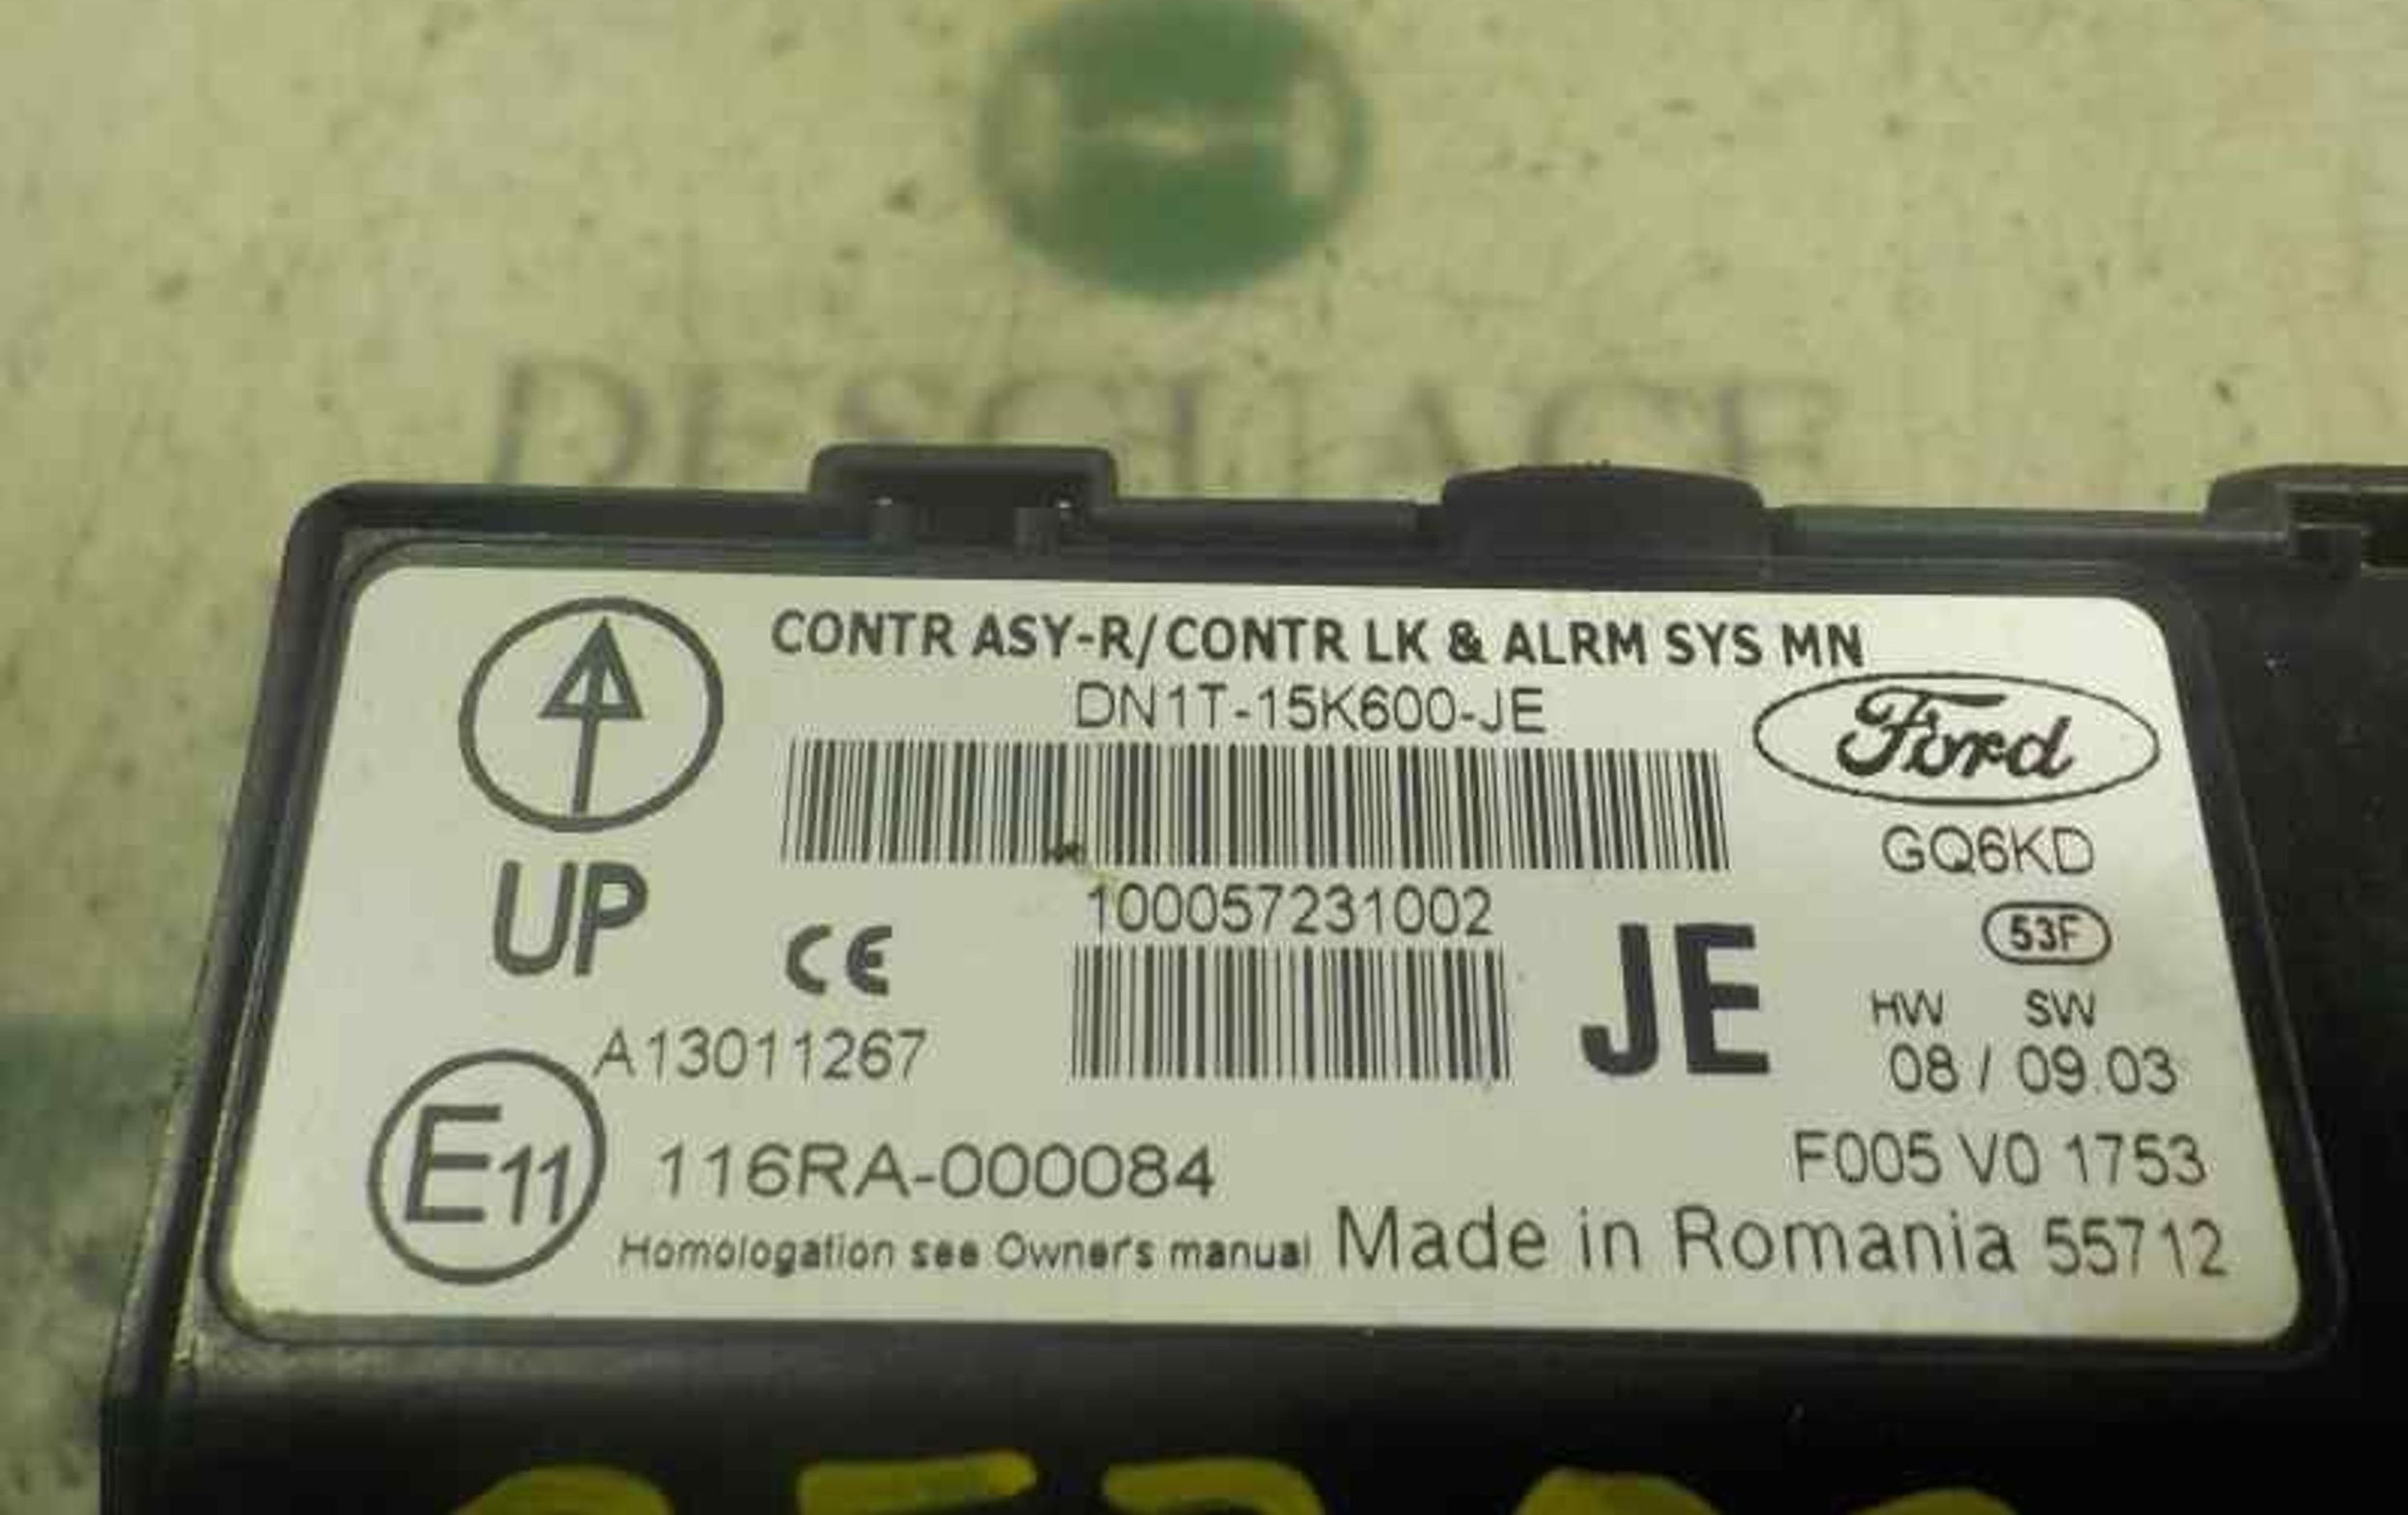 DESGUACE
CONTR ASY-R/CONTR LK & ALRM SYS MN
DN1T-15K600-JE
Ford
GQ6KD
UP
CE
100057231002
JE
53F
HW SW
08 / 09.03
A13011267
E11
116RA-000084
F005 V0 1753
Homologation see Owner's manual
Made in Romania 55712